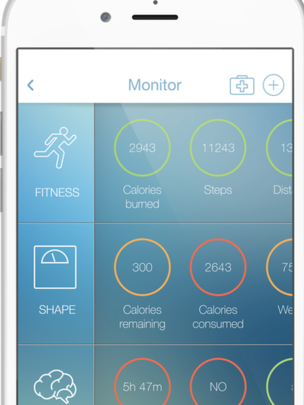 Monitor
2943
11243
13
FITNESS
Calories
burned
Steps
Dist
300
2643
75
SHAPE
Calories
remaining
Calories
consumed
We
5h 47m
NO